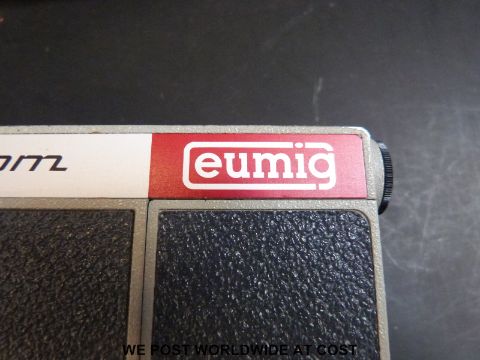 eumig
WE POST WORLDWIDE AT COST